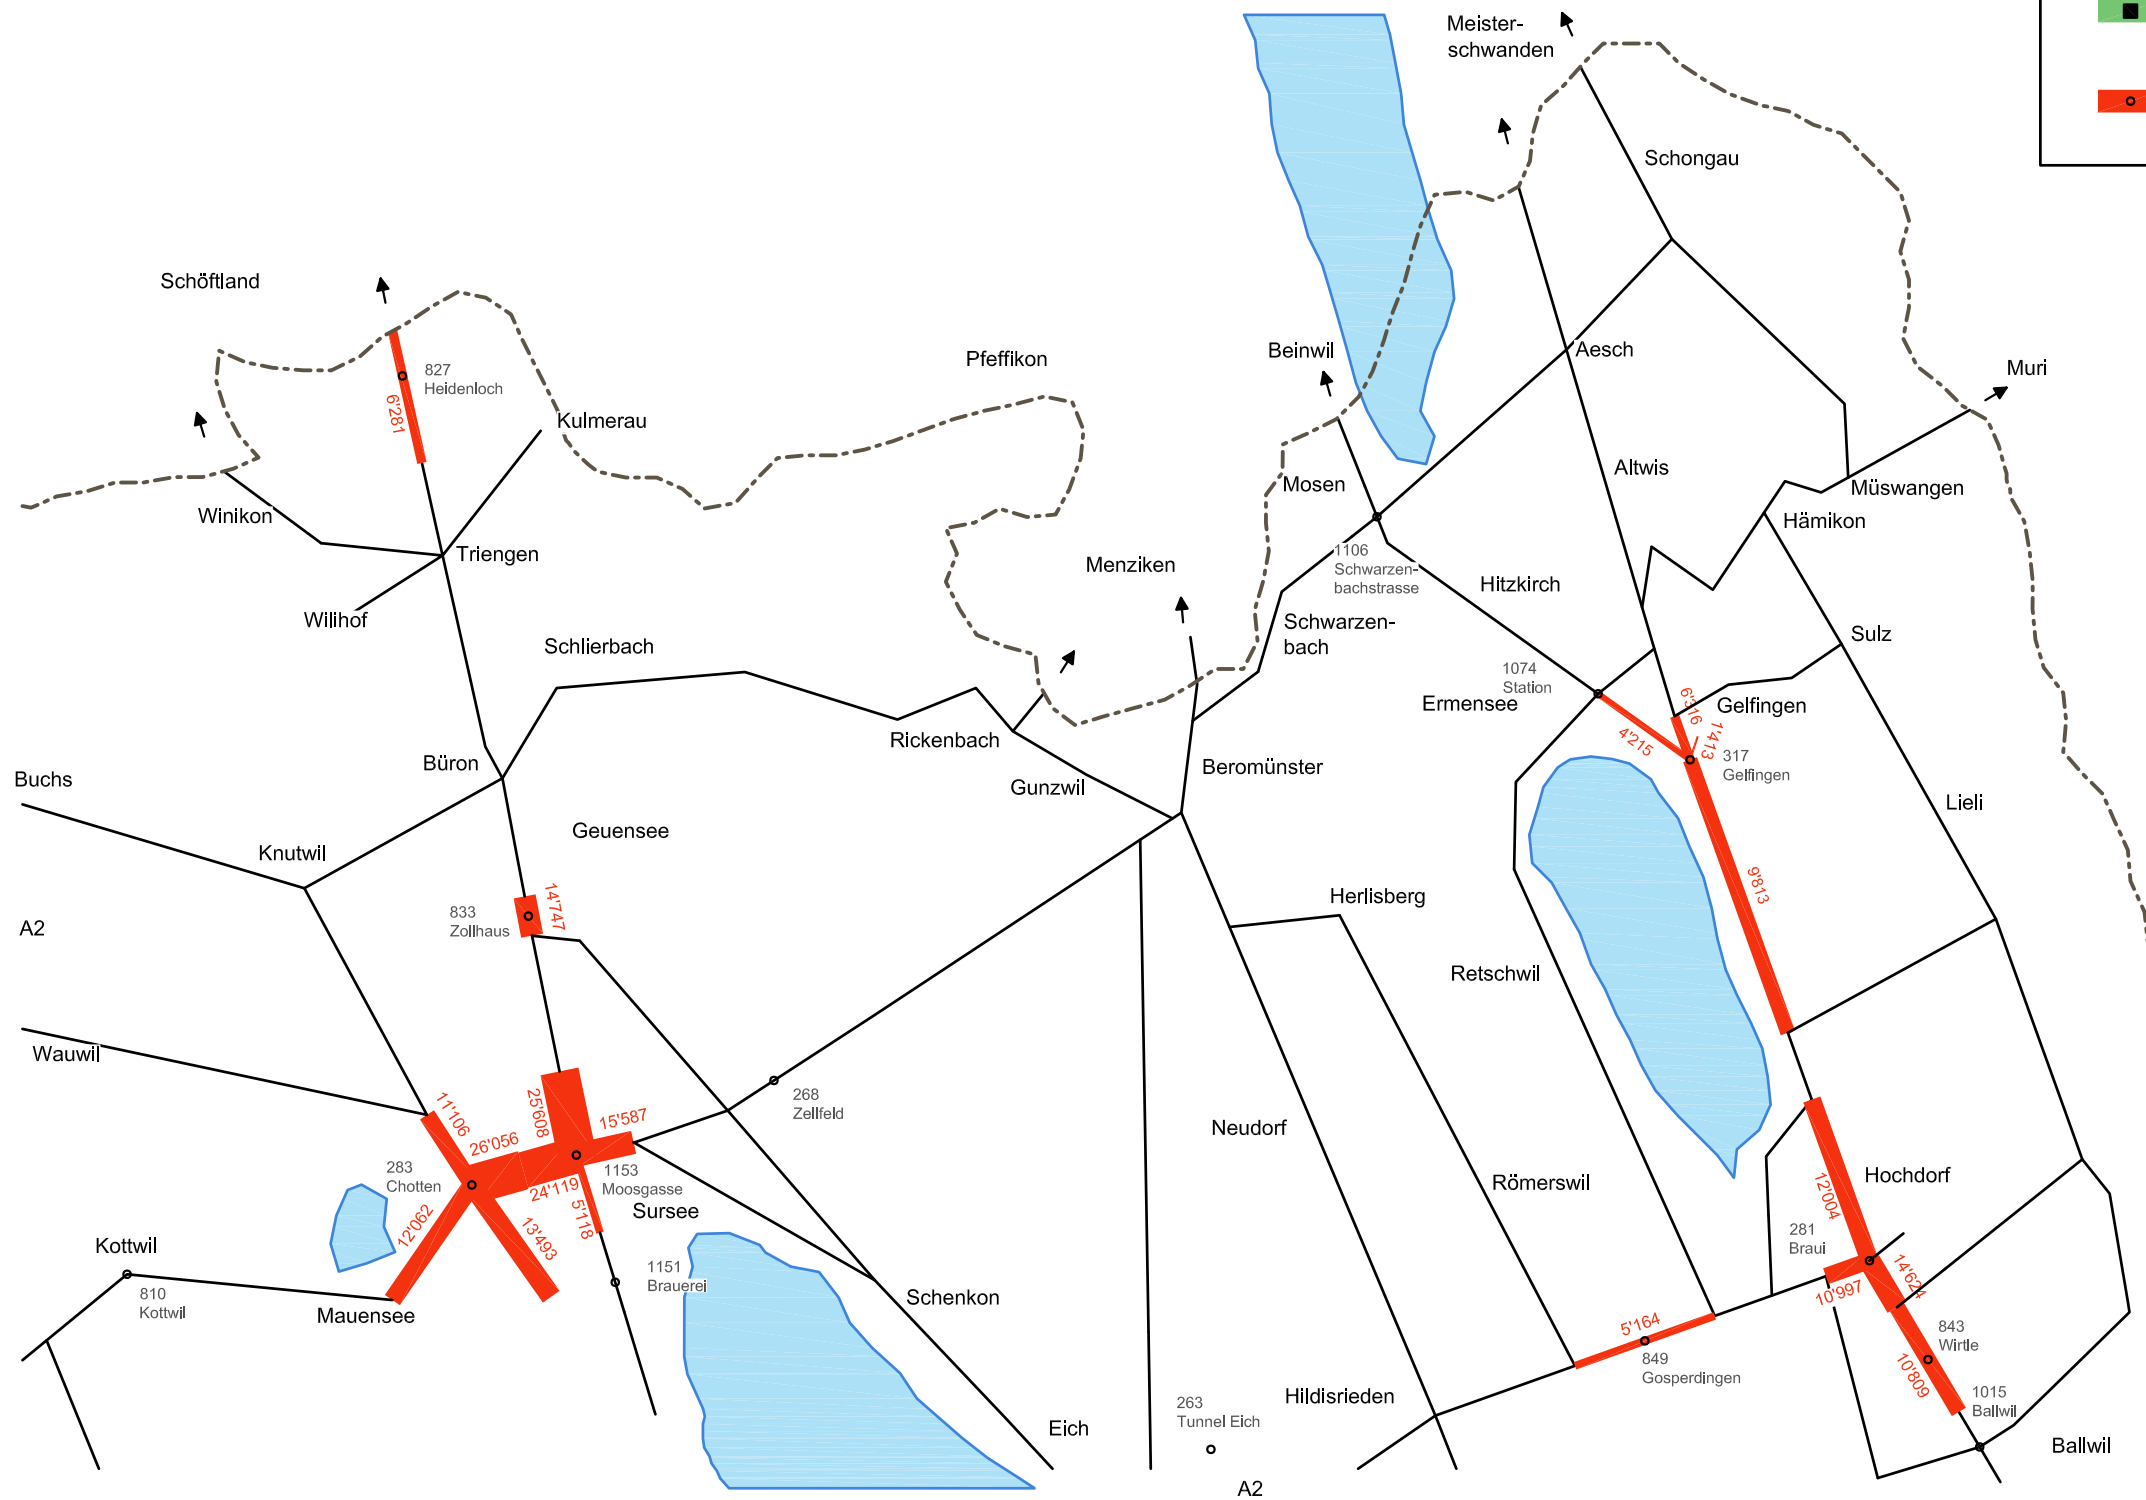 Meister-
schwanden
Schongau
Schöftland
Beinwil
Aesch
Pfeffikon
827
Heidenloch
6'281
Muri
Kulmerau
Altwis
Mosen
Müswangen
Winikon
Hämikon
Triengen
1106
Schwarzen-
bachstrasse
Menziken
Hitzkirch
Wilihof
Schwarzen-
bach
Sulz
Schlierbach
1074
Station
Ermensee
6'316
Gelfingen
Rickenbach
4'215
1'413
317
Gelfingen
Büron
Beromünster
Buchs
Gunzwil
Lieli
Geuensee
Knutwil
9'813
Herlisberg
14'747
833
Zollhaus
A2
Retschwil
Wauwil
268
Zellfeld
11'106
25'608
15'587
26'056
Neudorf
283
Chotten
24'119
1153
Moosgasse
Sursee
5'118
Römerswil
Hochdorf
12'004
12'062
13'493
Kottwil
281
Braui
1151
Brauerei
14'624
810
Kottwil
Mauensee
Schenkon
10'997
5'164
843
Wirtle
849
Gosperdingen
10'809
Hildisrieden
1015
Ballwil
263
Tunnel Eich
Eich
Ballwil
A2